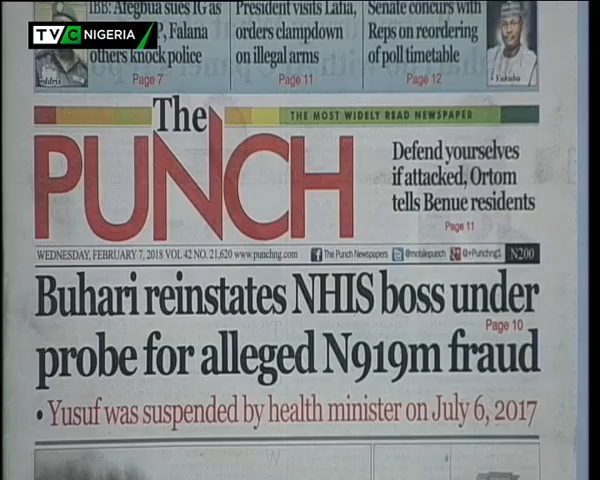 TVC NIGERIA
IBB: Ategbua sues IG as
P, Falana
others knock police
Page 7
Idris
President visits Lafia,
orders clampdown
on illegal arms
Page 11
Senate concurs with
Reps on reordering
of poll timetable
Page 12
Yakubu
The
PUNCH
THE MOST WIDELY READ NEWSPAPER
Defend yourselves
if attacked, Ortom
tells Benue residents
Page 11
WEDNESDAY, FEBRUARY 7, 2018 VOL 42 NO. 21,620 www.punchng.com The Punch Newspapers @mobilepunch @+Punchng1 N200
Buhari reinstates NHIS boss under
Page 10
probe for alleged N919m fraud
• Yusuf was suspended by health minister on July 6, 2017